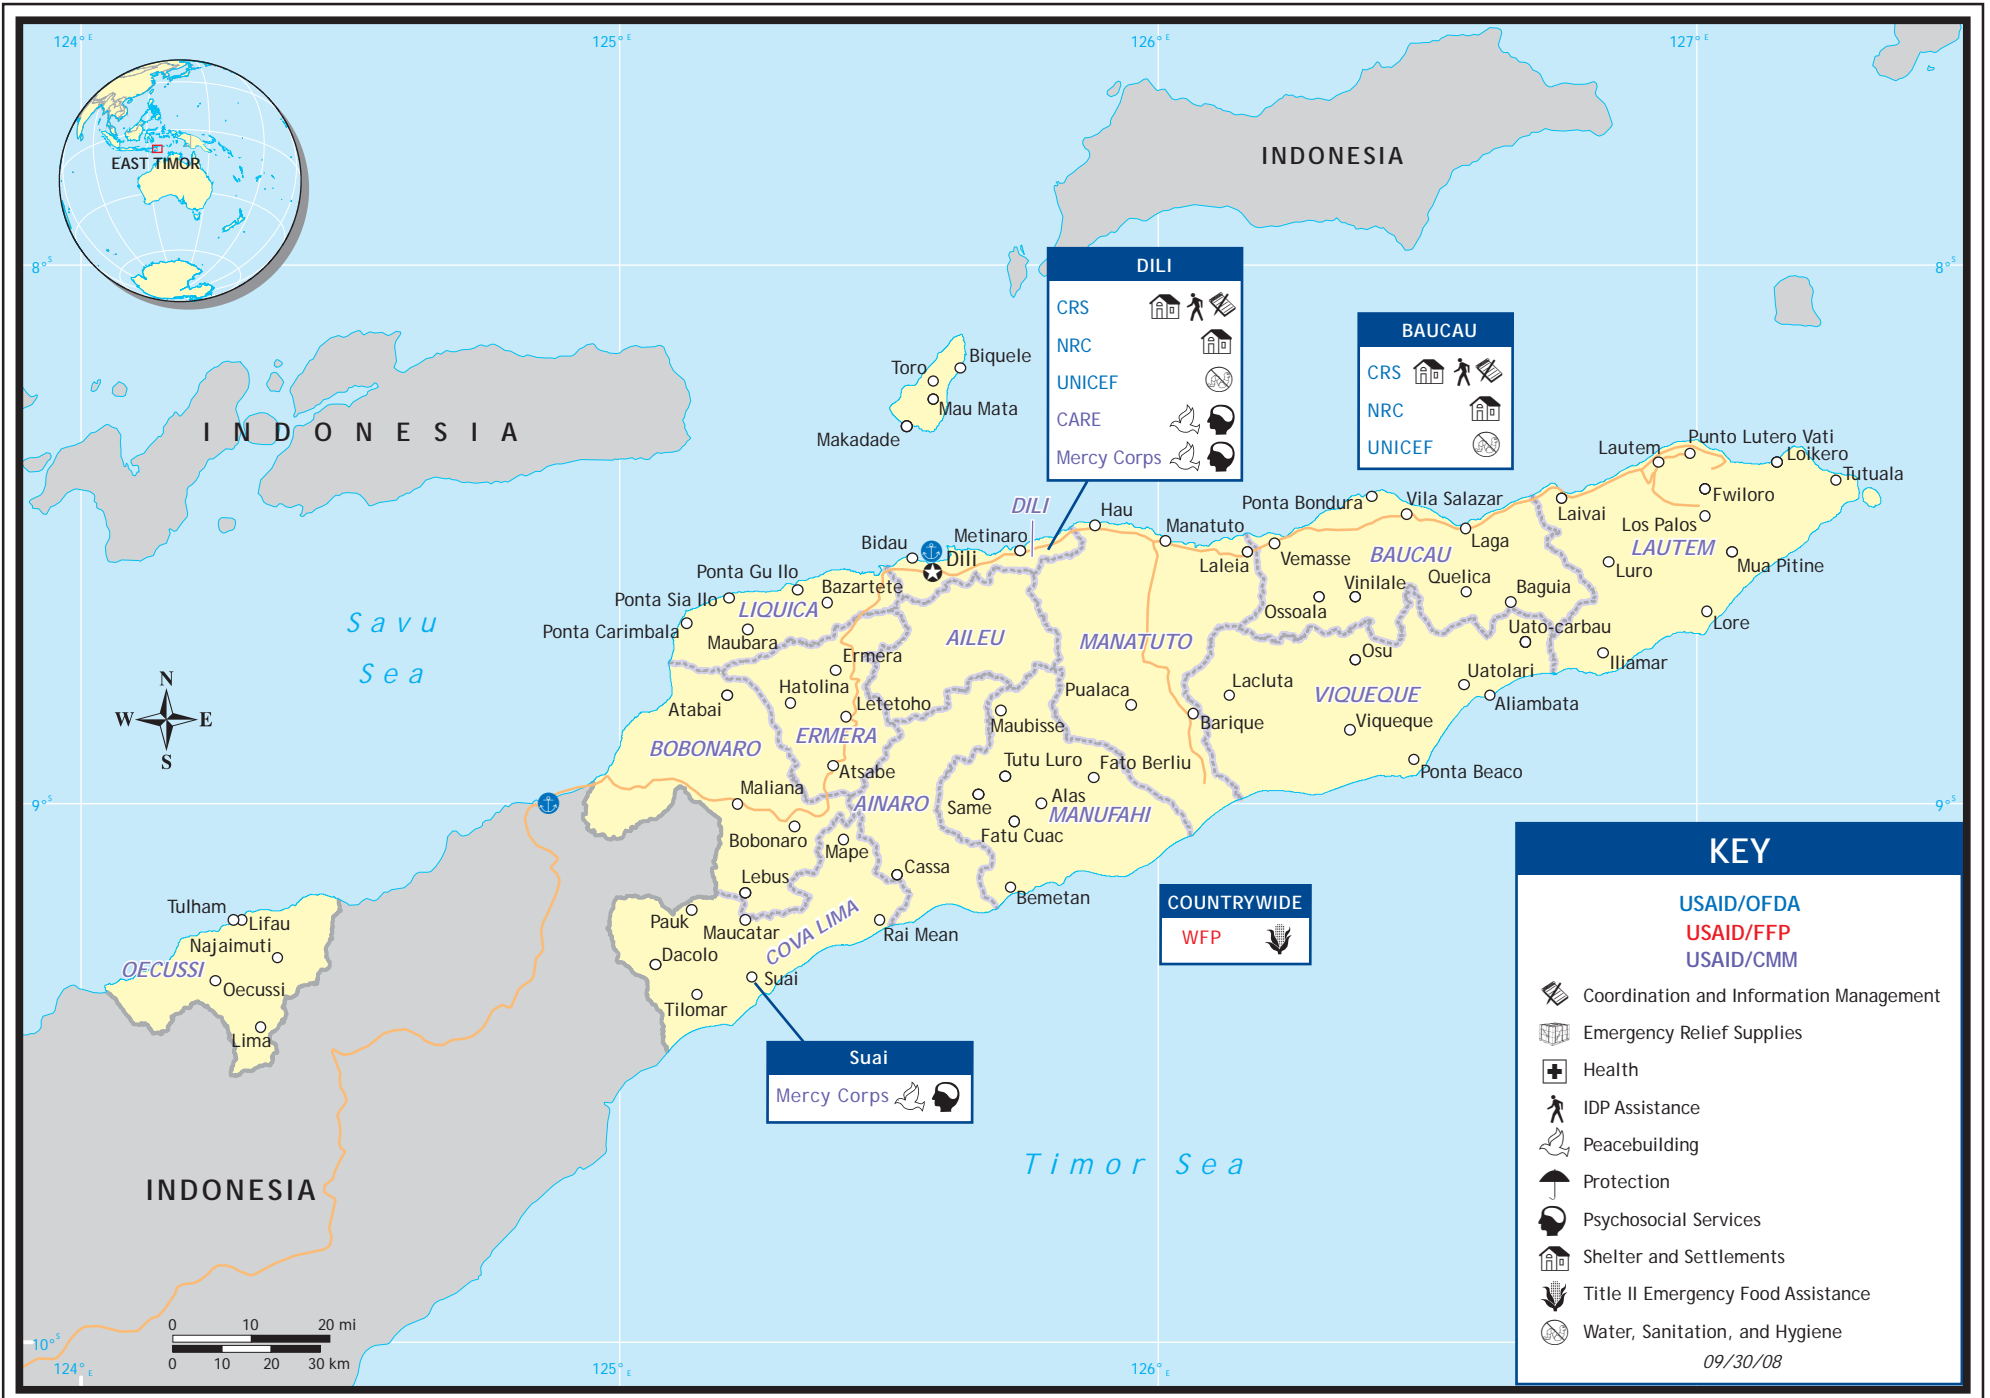 124° E
125° E
126° E
127° E
EAST TIMOR
INDONESIA
8° S
8° S
DILI
CRS
NRC
UNICEF
CARE
Mercy Corps
BAUCAU
CRS
NRC
UNICEF
INDONESIA
Toro
Biquele
Mau Mata
Makadade
Lautem
Punto Lutero Vati
Loikero
Tutuala
Fwiloro
Los Palos
LAUTEM
Laivai
Luro
Mua Pitine
Lore
Iliamar
Ponta Bondura
Vila Salazar
Laga
BAUCAU
Vemasse
Vinilale
Quelica
Baguia
Ossoala
Laleia
Manatuto
Hau
DILI
Metinaro
Bidau
Dili
Ponta Gu Ilo
Bazartete
Ponta Sia Ilo
LIQUICA
Ponta Carimbala
Maubara
AILEU
MANATUTO
Uato-carbau
Osu
Uatolari
Aliambata
Lacluta
VIQUEQUE
Viqueque
Ponta Beaco
Barique
Pualaca
Savu
Sea
N
W
E
S
Ermera
Hatolina
Letetoho
Atabai
ERMERA
BOBONARO
Atsabe
Maliana
Bobonaro
AINARO
Maubisse
Tutu Luro
Fato Berliu
Same
Alas
MANUFAHI
Fatu Cuac
Mape
Cassa
Bemetan
Lebus
Pauk
Maucatar
COVA LIMA
Rai Mean
Dacolo
Suai
Tilomar
9° S
9° S
Tulham
Lifau
Najaimuti
OECUSSI
Oecussi
Lima
COUNTRYWIDE
WFP
Suai
Mercy Corps
INDONESIA
Timor Sea
KEY
USAID/OFDA
USAID/FFP
USAID/CMM
Coordination and Information Management
Emergency Relief Supplies
Health
IDP Assistance
Peacebuilding
Protection
Psychosocial Services
Shelter and Settlements
Title II Emergency Food Assistance
Water, Sanitation, and Hygiene
09/30/08
0 10 20 mi
0 10 20 30 km
10° S
124° E
125° E
126° E